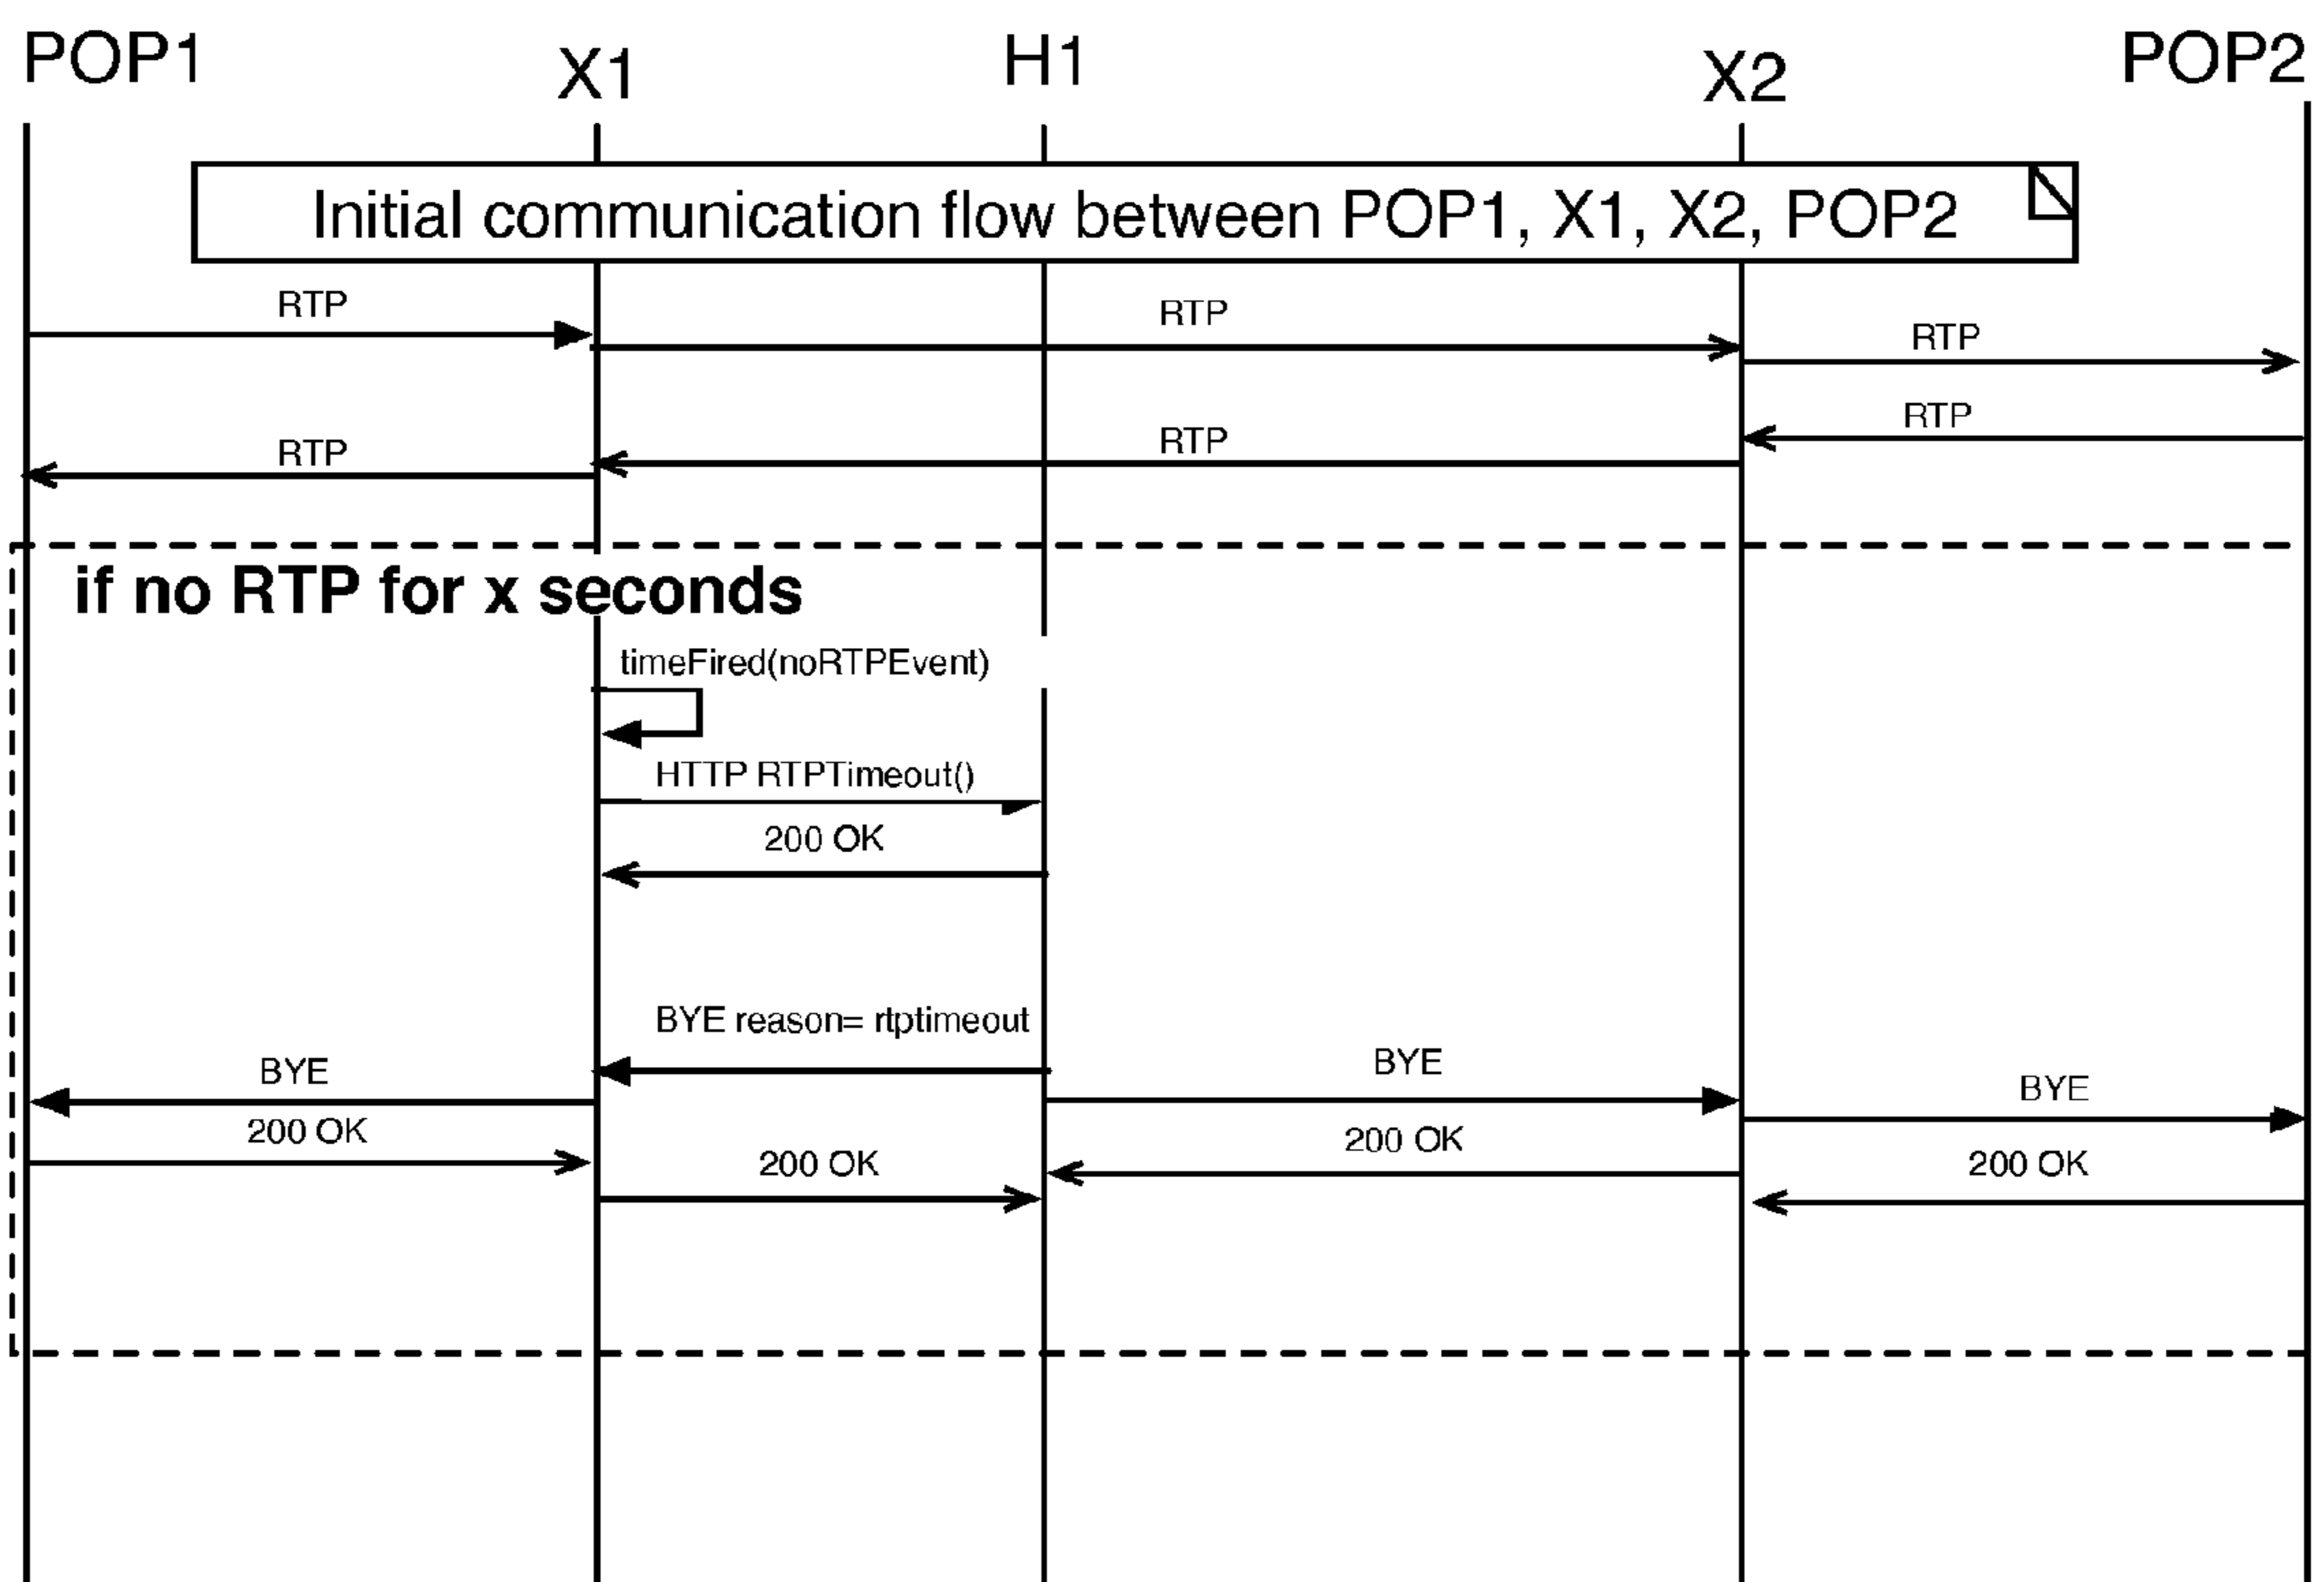 POP1
X1
H1
X2
POP2
Initial communication flow between POP1, X1, X2, POP2
RTP
RTP
RTP
RTP
RTP
RTP
if no RTP for x seconds
timeFired(noRTPEvent)
HTTP RTPTimeout()
200 OK
BYE reason= rtptimeout
BYE
BYE
BYE
200 OK
200 OK
200 OK
200 OK